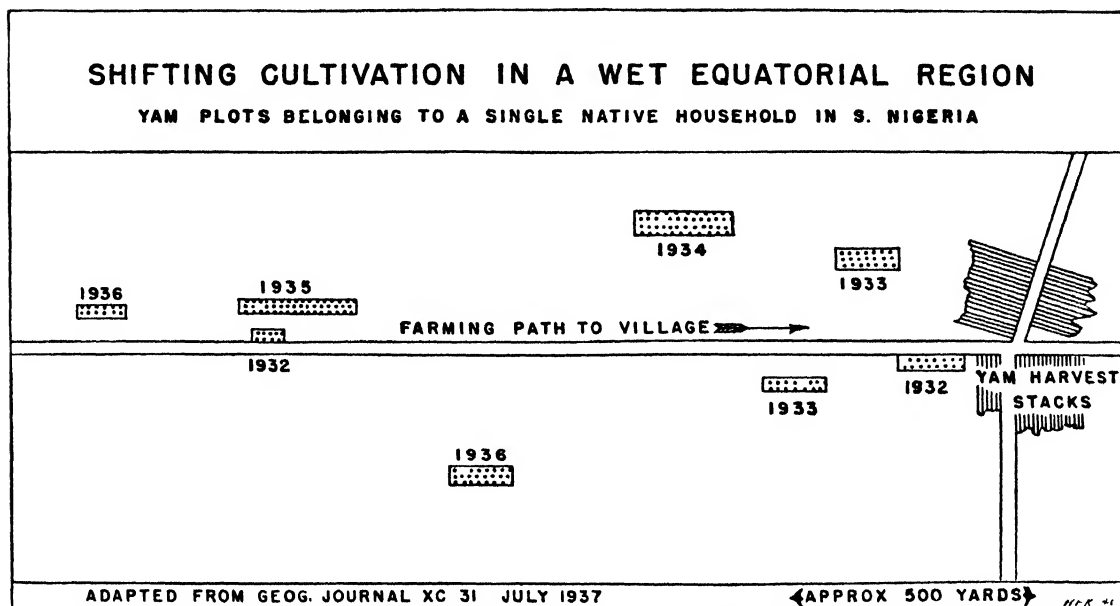 SHIFTING CULTIVATION IN A WET EQUATORIAL REGION
YAM PLOTS BELONGING TO A SINGLE NATIVE HOUSEHOLD IN S. NIGERIA
1934
1933
1936
1935
FARMING PATH TO VILLAGE
1932
1933
1932
YAM HARVEST
STACKS
1936
ADAPTED FROM GEOG. JOURNAL XC 31 JULY 1937
APPROX 500 YARDS